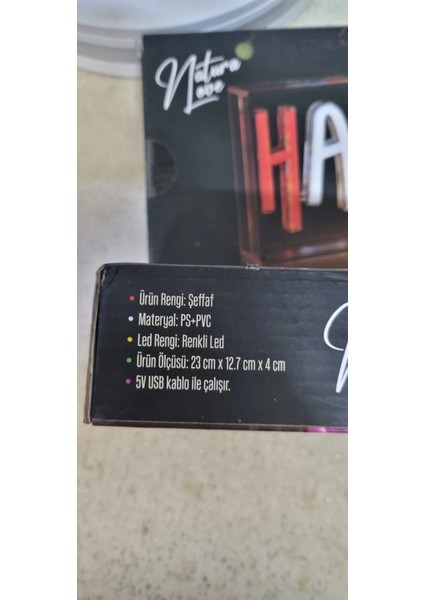 Natura
Love
HA
Ürün Rengi: Şeffaf
Materyal: PS+PVC
Led Rengi: Renkli Led
Ürün Ölçüsü: 23 cm x 12.7 cm x 4 cm
5V USB kablo ile çalışır.